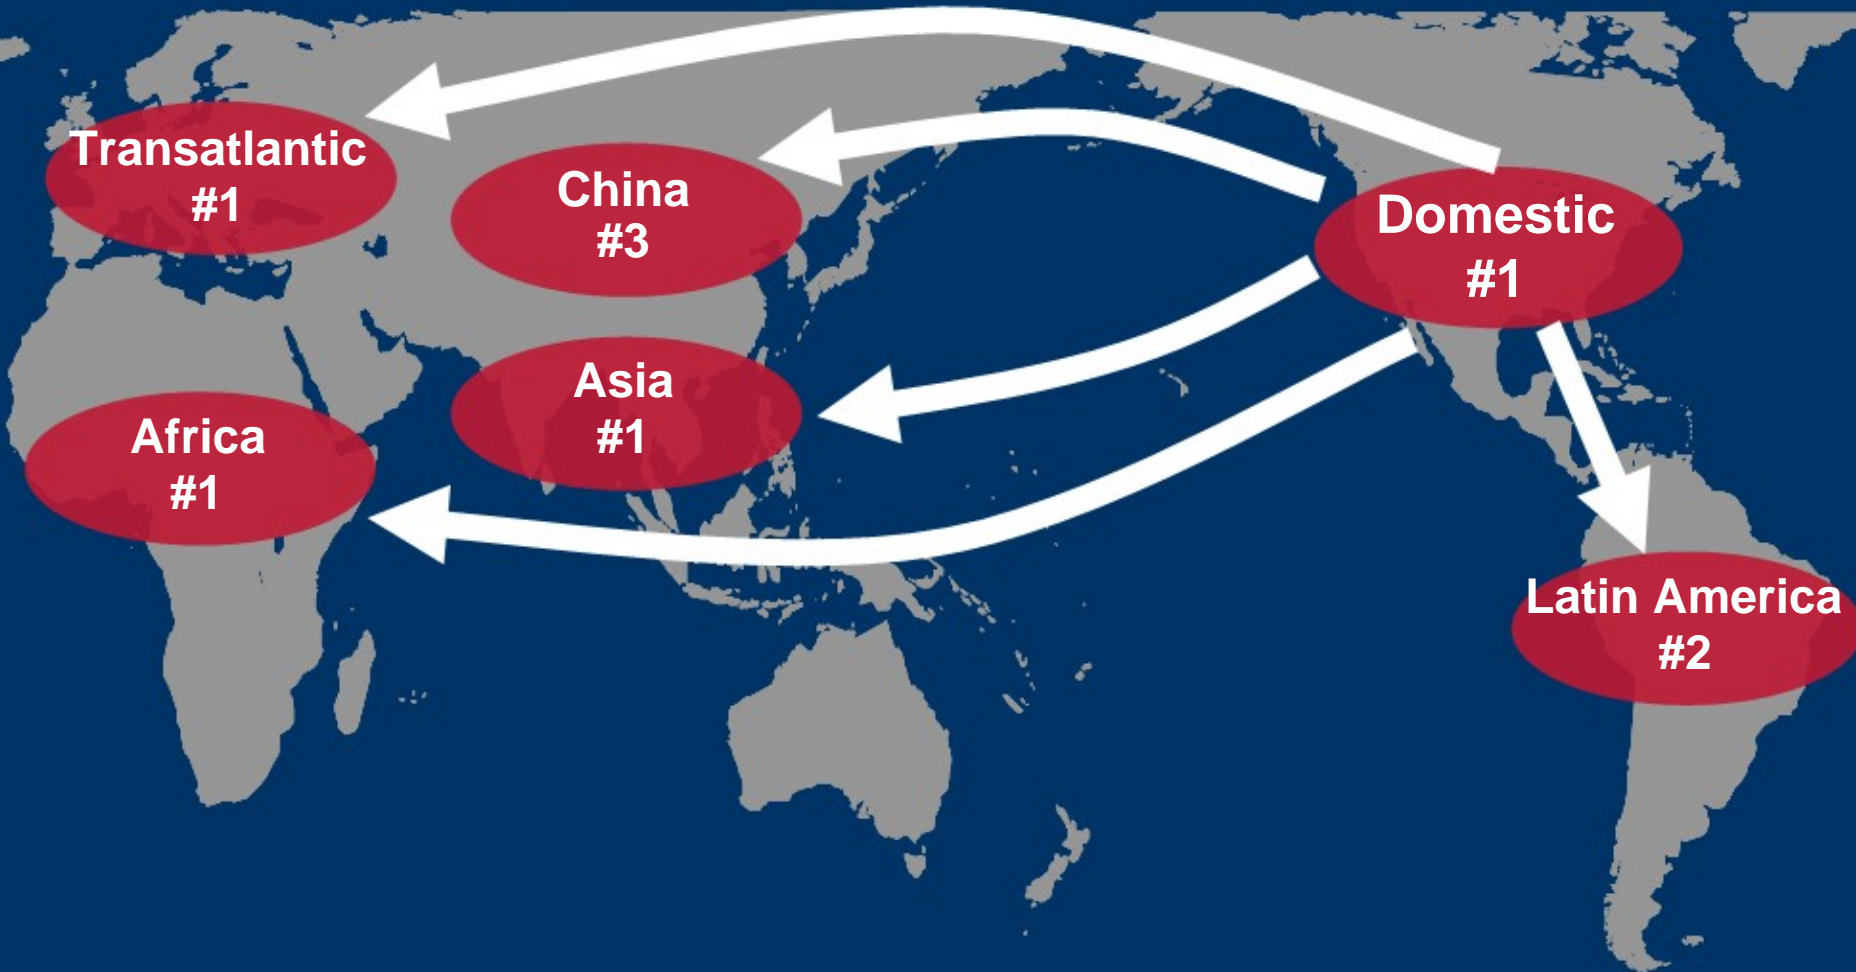 Transatlantic
#1
China
#3
Domestic
#1
Asia
#1
Africa
#1
Latin America
#2